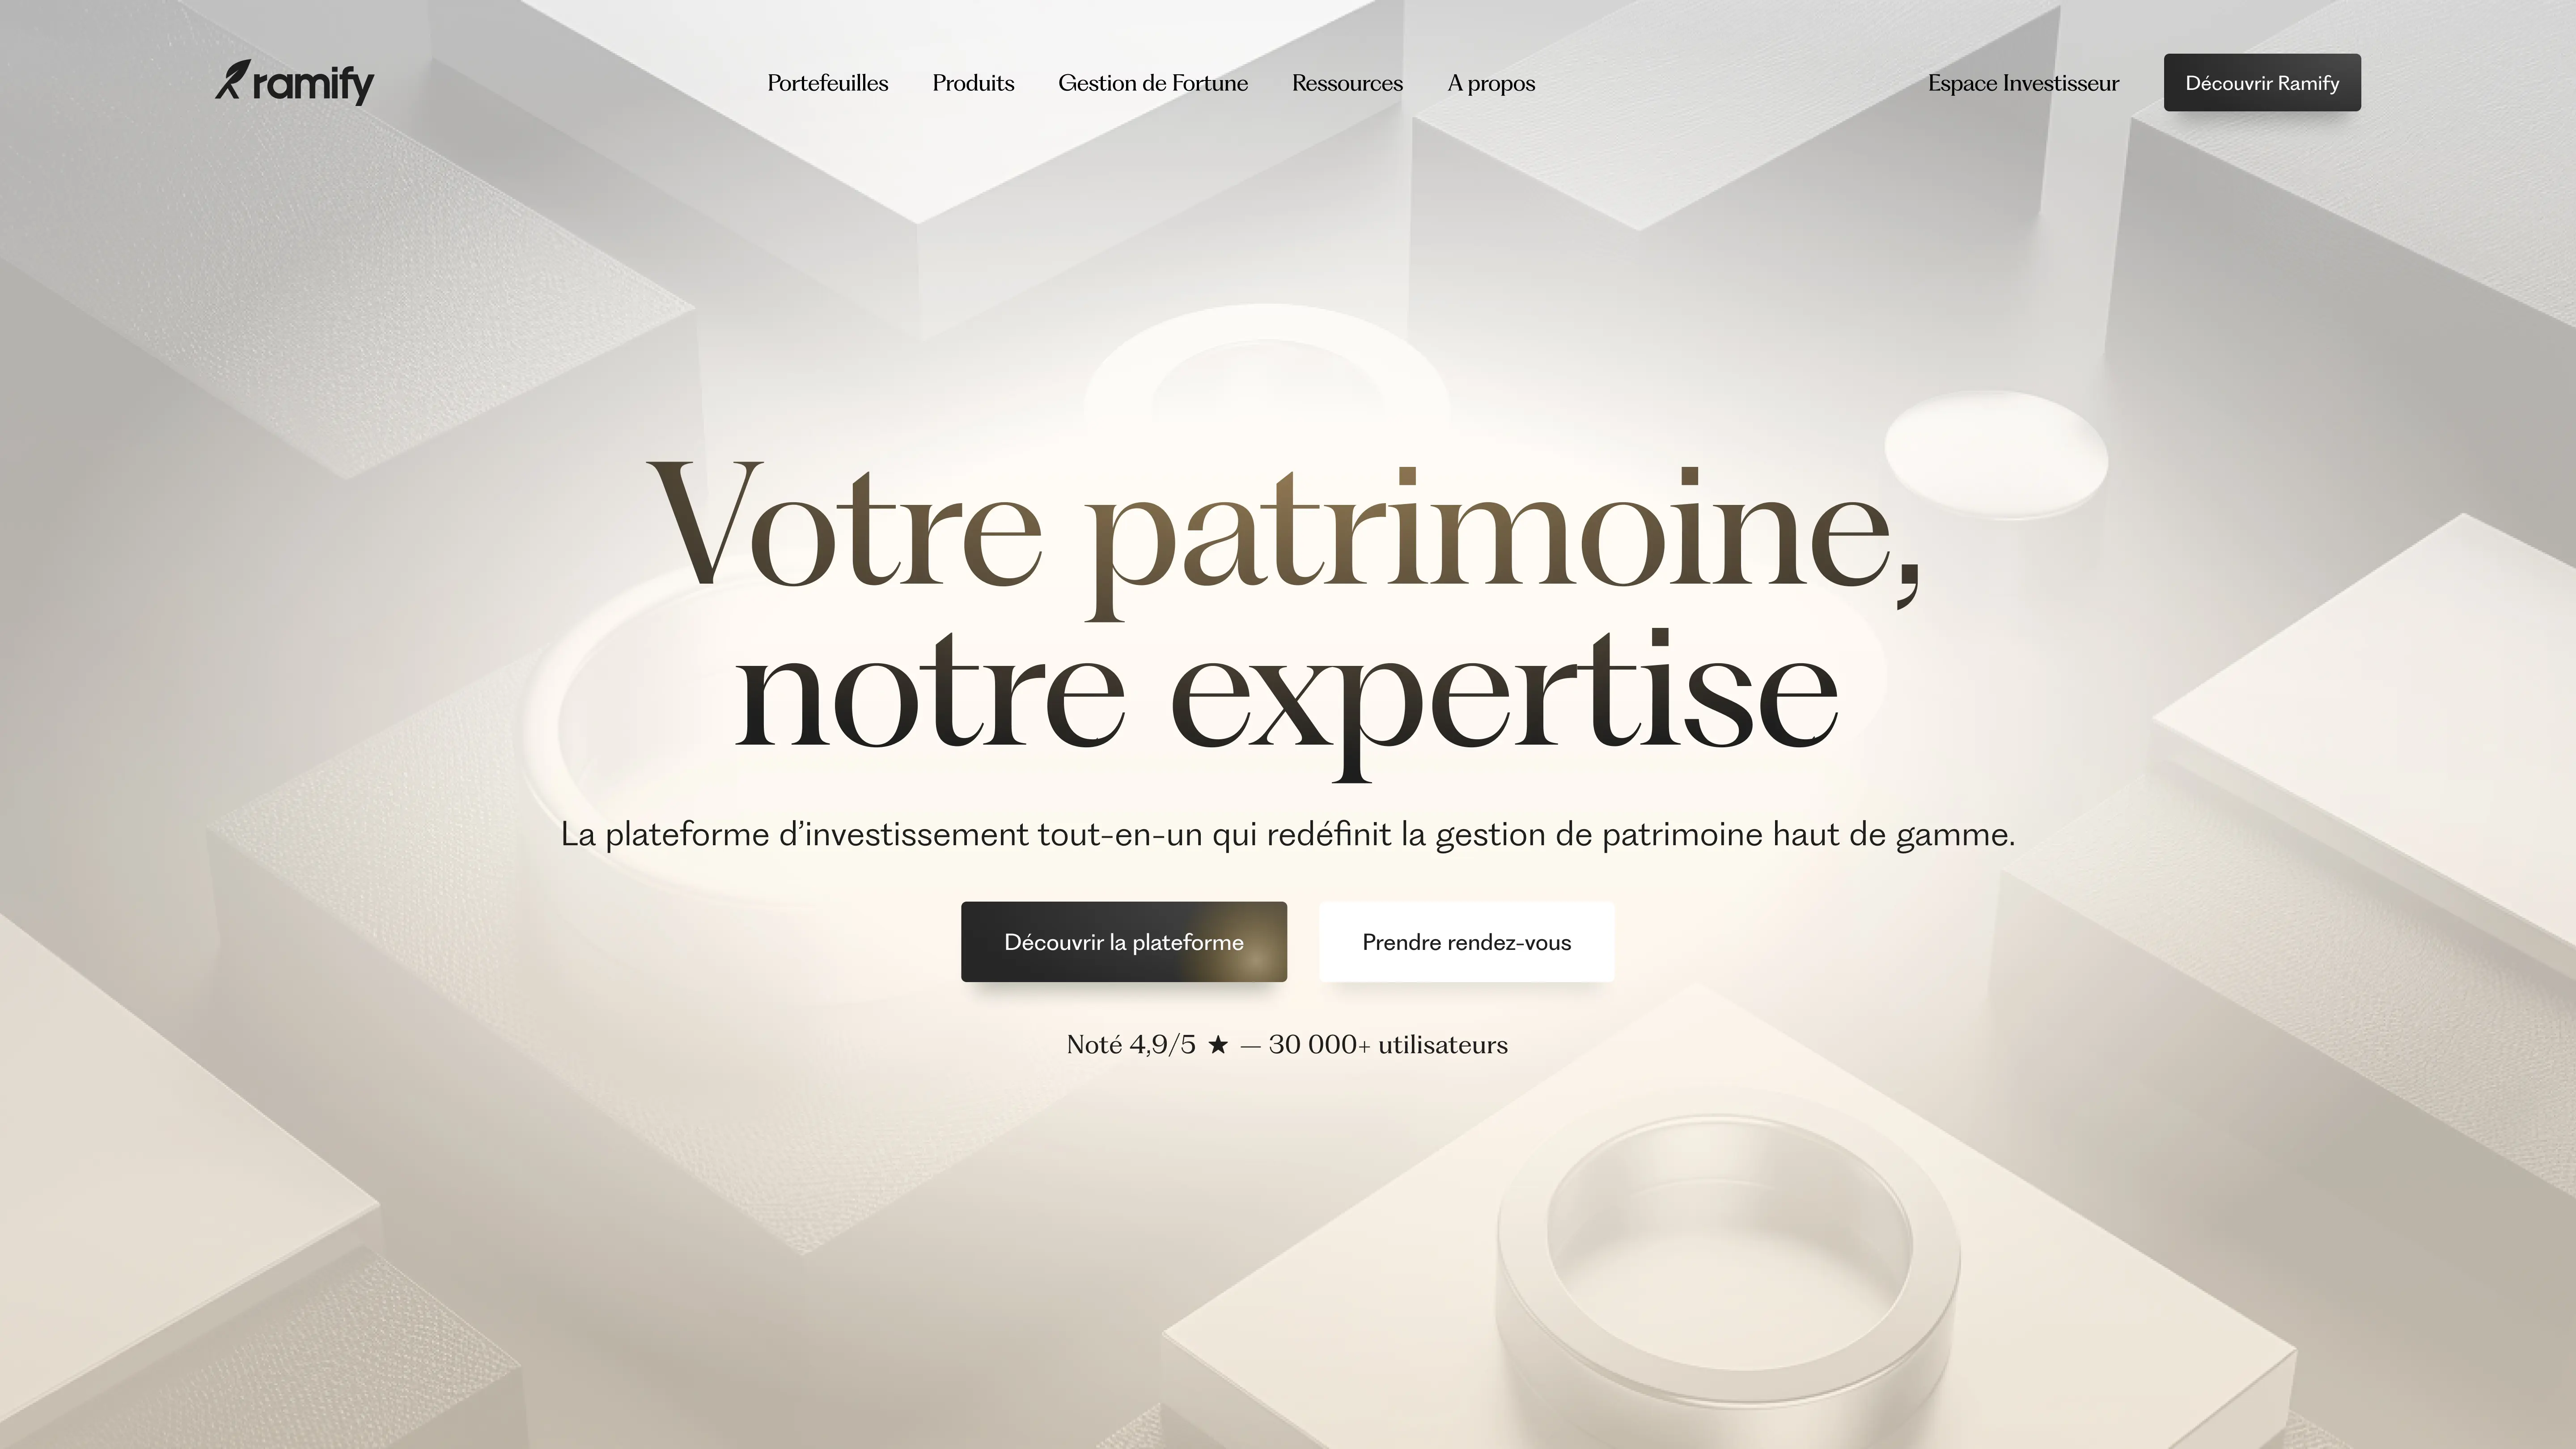 ramify
Portefeuilles Produits Gestion de Fortune Ressources A propos
Espace Investisseur Découvrir Ramify
Votre patrimoine,
notre expertise
La plateforme d’investissement tout-en-un qui redéfinit la gestion de patrimoine haut de gamme.
Découvrir la plateforme Prendre rendez-vous
Noté 4,9/5 ★ — 30 000+ utilisateurs